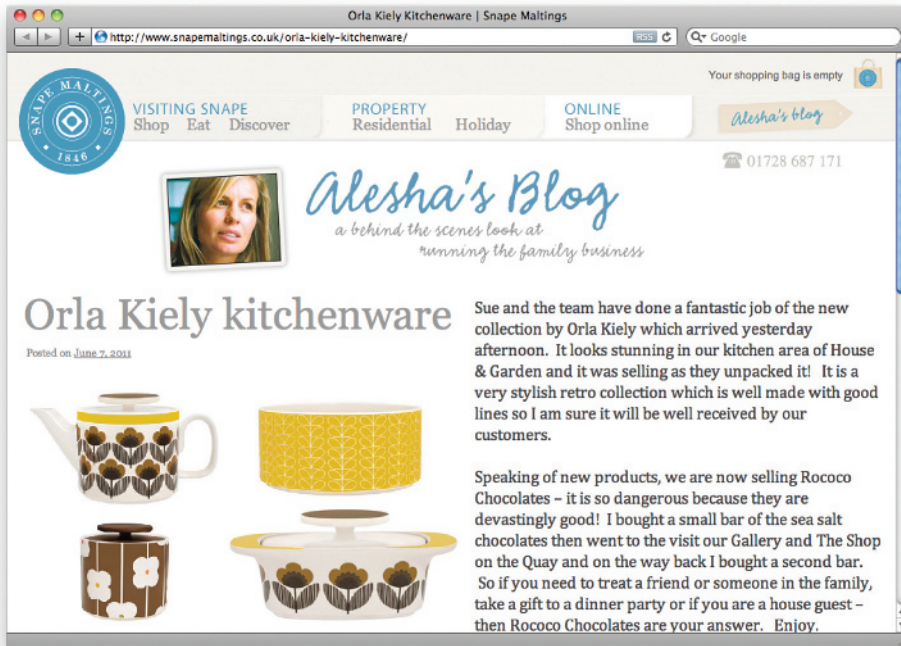 Orla Kiely Kitchenware | Snape Maltings
http://www.snapemaltings.co.uk/orla-kiely-kitchenware/
RSS
Google
Your shopping bag is empty
SNAPE MALTINGS
1846
VISITING SNAPE
Shop Eat Discover
PROPERTY
Residential Holiday
ONLINE
Shop online
Alesha's blog
01728 687 171
Alesha's Blog
a behind the scenes look at
running the family business
Orla Kiely kitchenware
Posted on June 7, 2011
Sue and the team have done a fantastic job of the new
collection by Orla Kiely which arrived yesterday
afternoon. It looks stunning in our kitchen area of House
& Garden and it was selling as they unpacked it! It is a
very stylish retro collection which is well made with good
lines so I am sure it will be well received by our
customers.
Speaking of new products, we are now selling Rococo
Chocolates – it is so dangerous because they are
devastingly good! I bought a small bar of the sea salt
chocolates then went to the visit our Gallery and The Shop
on the Quay and on the way back I bought a second bar.
So if you need to treat a friend or someone in the family,
take a gift to a dinner party or if you are a house guest –
then Rococo Chocolates are your answer. Enjoy.